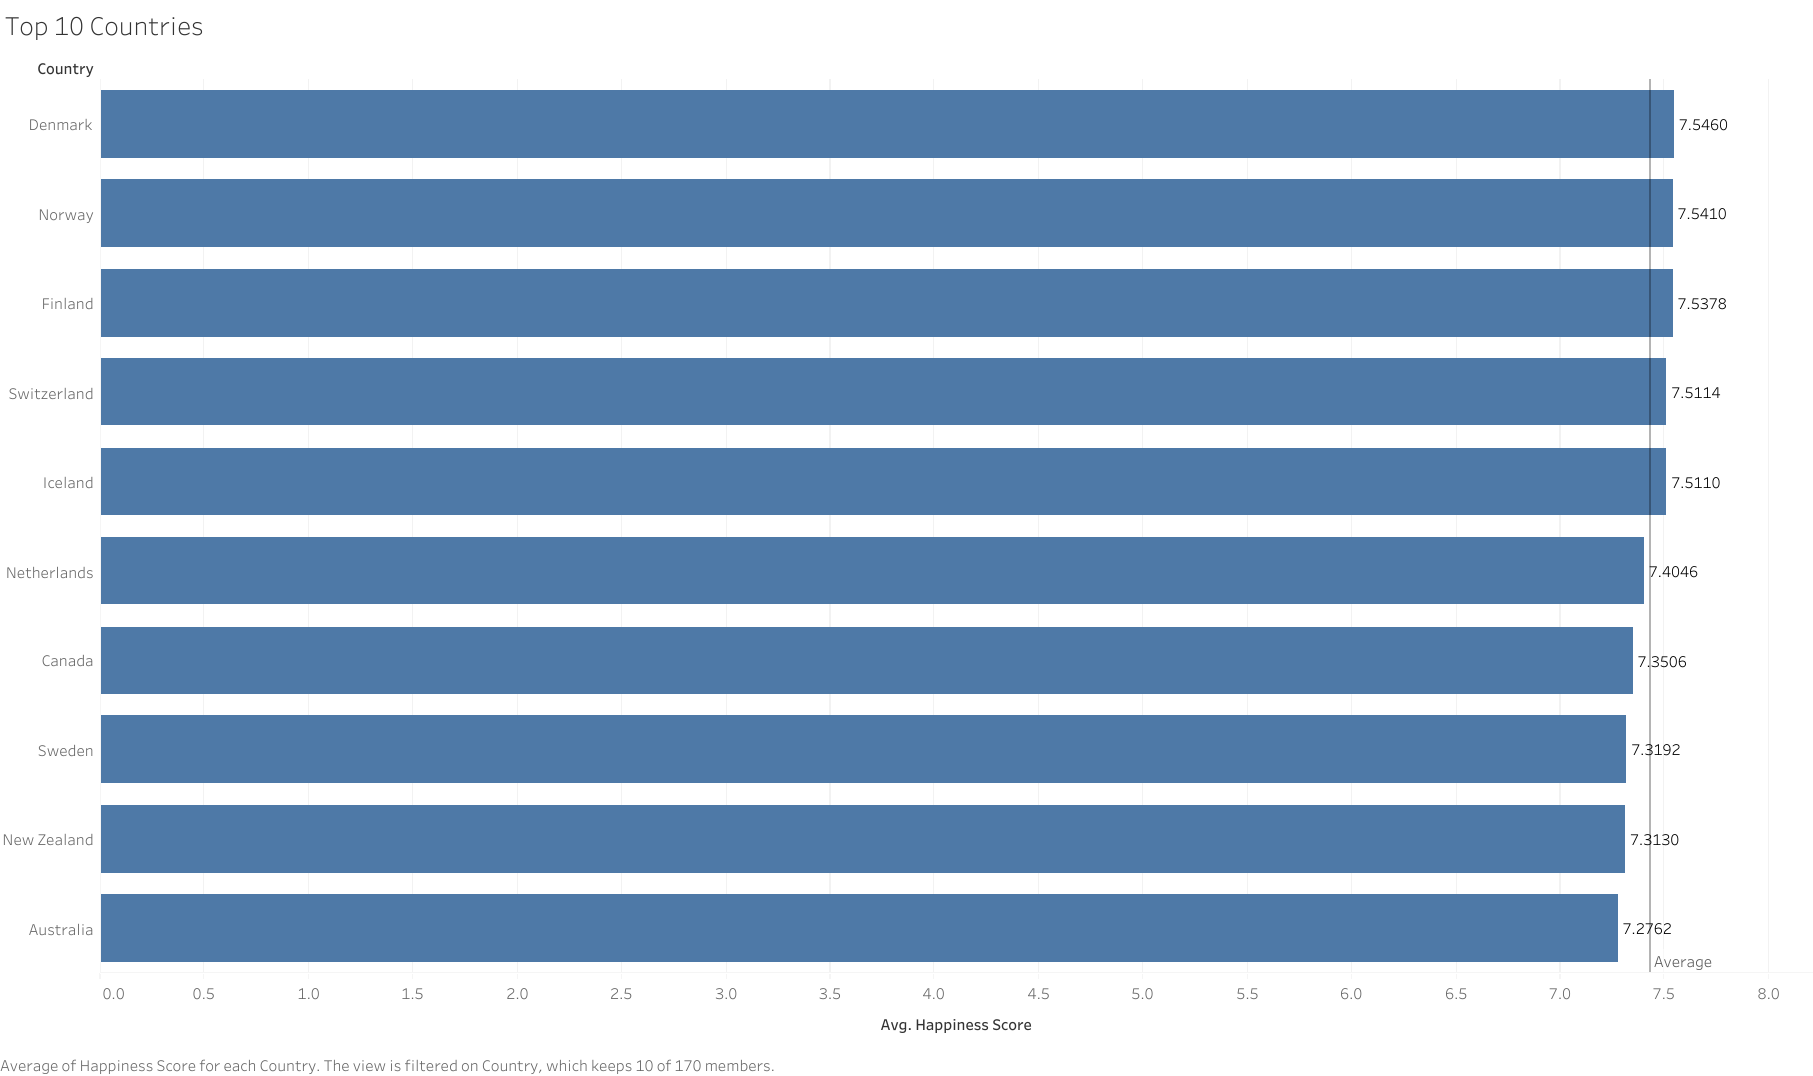 Top 10 Countries
Country
Denmark 7.5460
Norway 7.5410
Finland 7.5378
Switzerland 7.5114
Iceland 7.5110
Netherlands 7.4046
Canada 7.3506
Sweden 7.3192
New Zealand 7.3130
Australia 7.2762
Average
0.0 0.5 1.0 1.5 2.0 2.5 3.0 3.5 4.0 4.5 5.0 5.5 6.0 6.5 7.0 7.5 8.0
Avg. Happiness Score
Average of Happiness Score for each Country. The view is filtered on Country, which keeps 10 of 170 members.